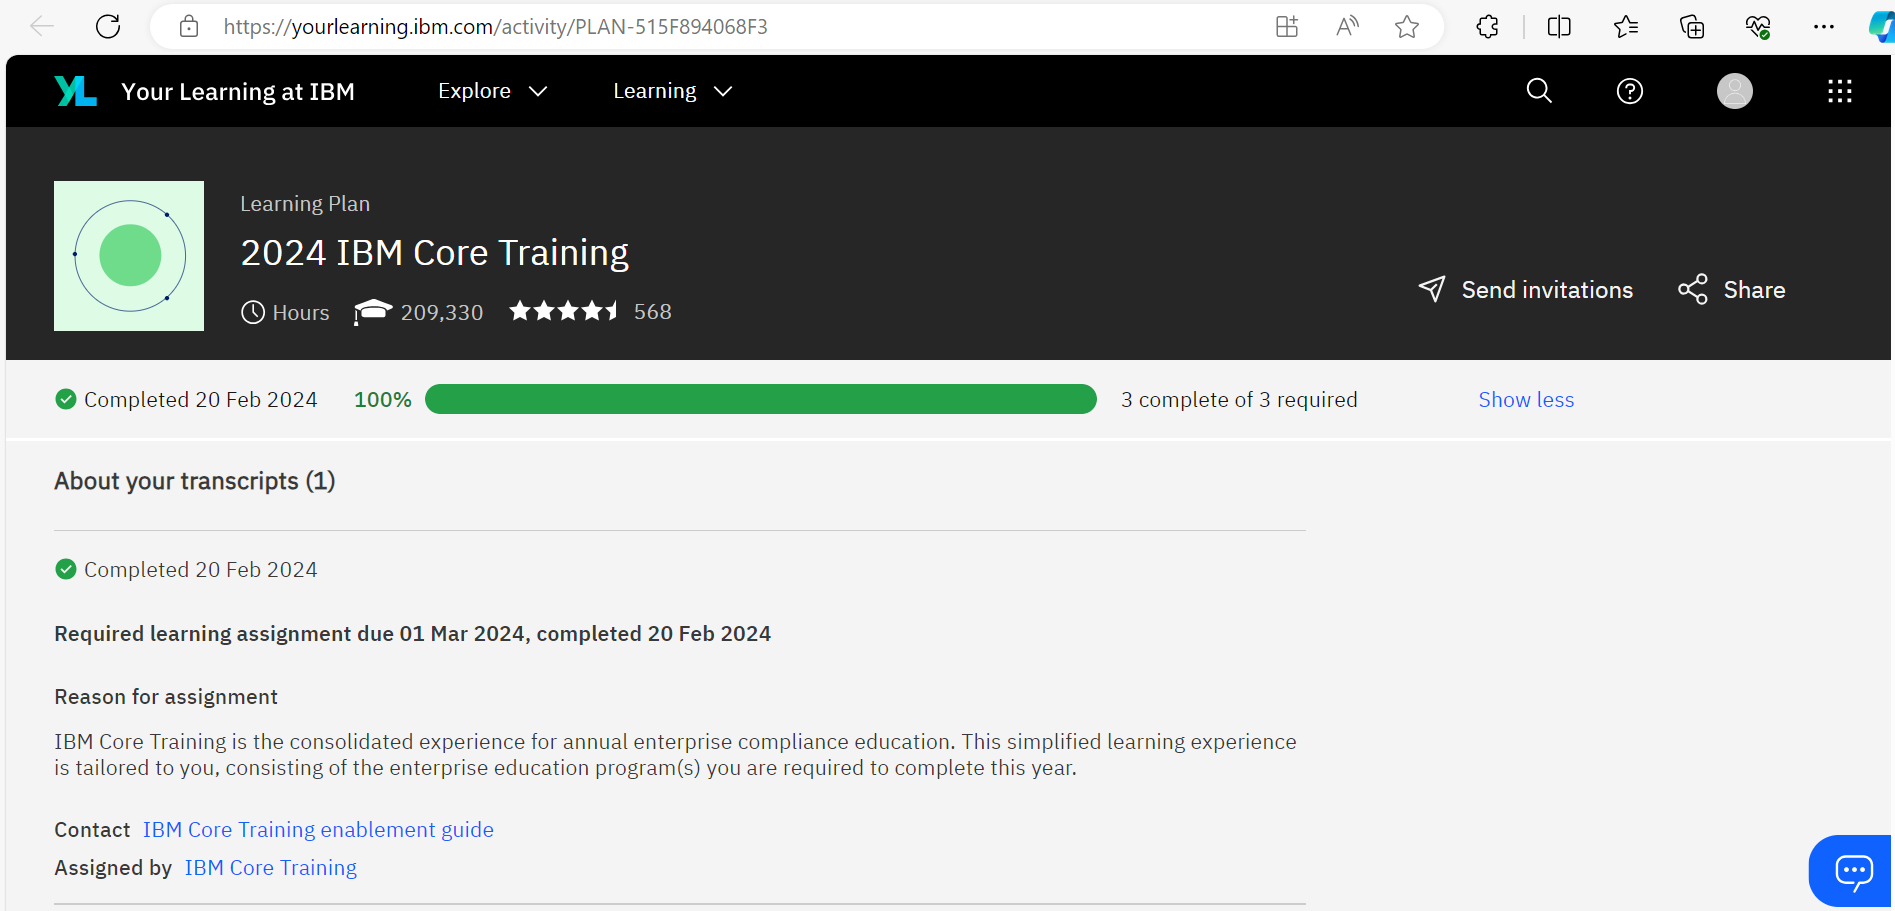 https://yourlearning.ibm.com/activity/PLAN-515F894068F3
YL Your Learning at IBM Explore Learning
Learning Plan
2024 IBM Core Training
Hours 209,330 568
Send invitations Share
Completed 20 Feb 2024 100% 3 complete of 3 required Show less
About your transcripts (1)
Completed 20 Feb 2024
Required learning assignment due 01 Mar 2024, completed 20 Feb 2024
Reason for assignment
IBM Core Training is the consolidated experience for annual enterprise compliance education. This simplified learning experience
is tailored to you, consisting of the enterprise education program(s) you are required to complete this year.
Contact IBM Core Training enablement guide
Assigned by IBM Core Training